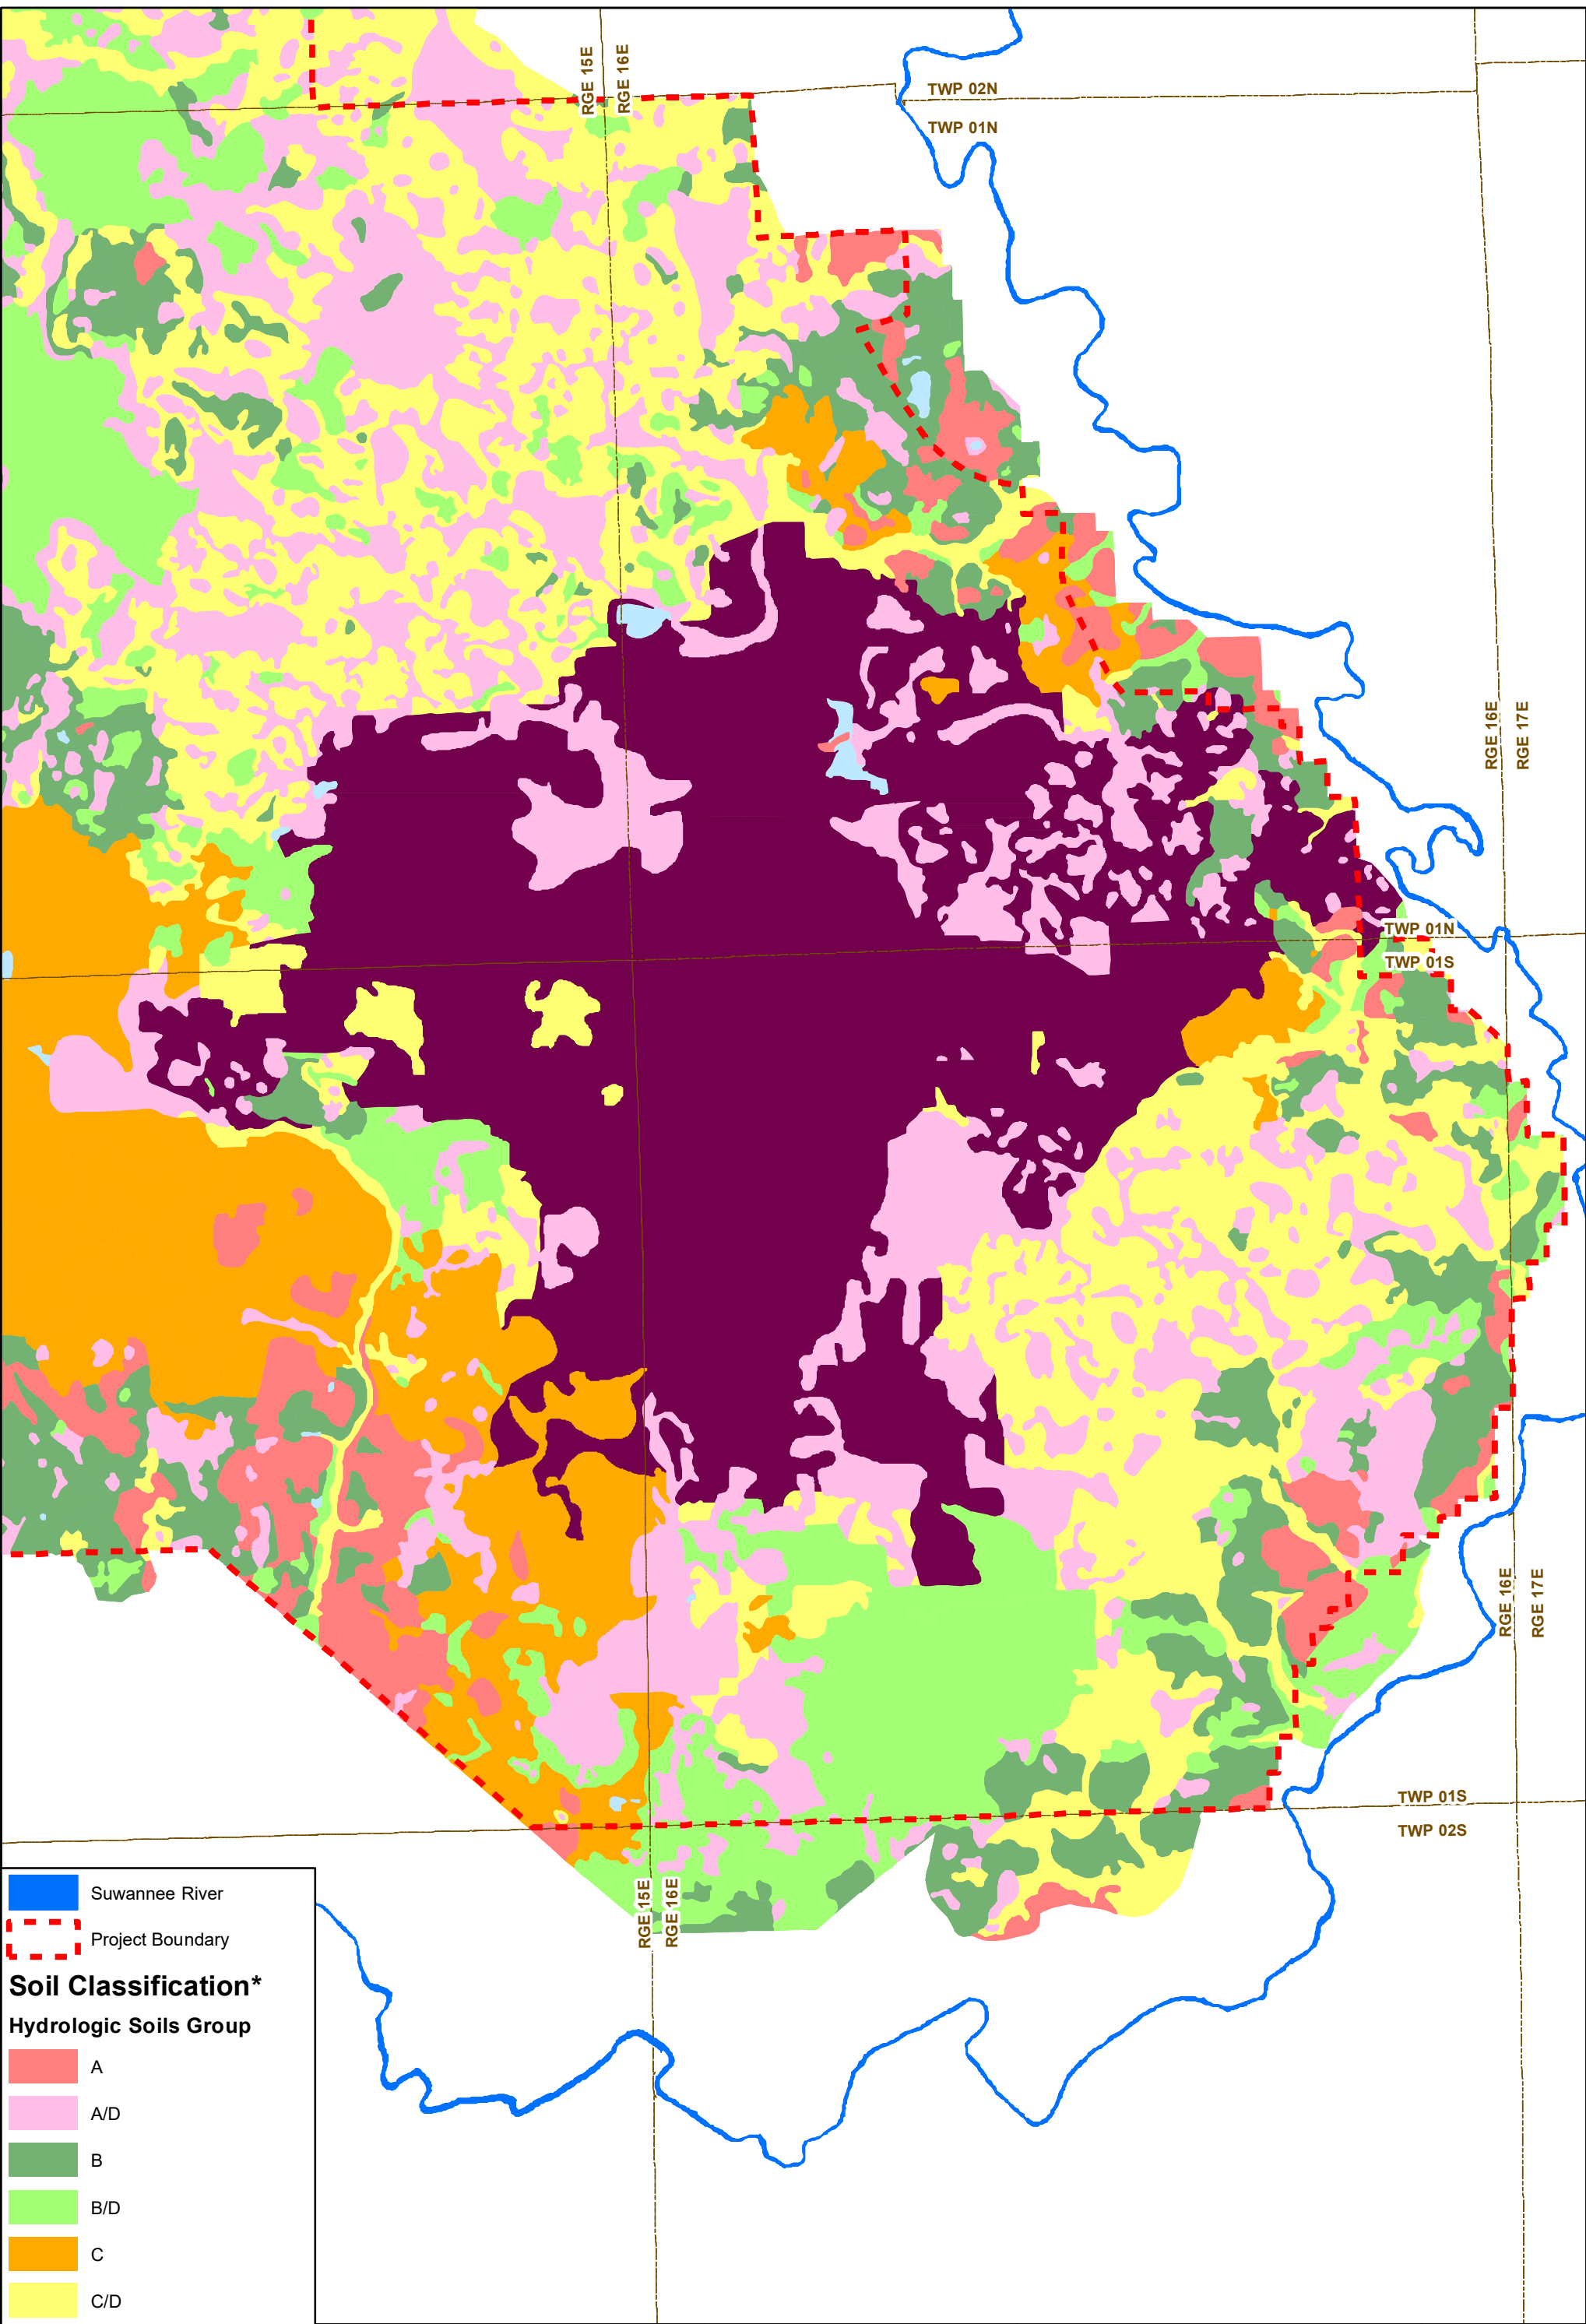 RGE 15E
RGE 16E
TWP 02N
TWP 01N
RGE 16E
RGE 17E
TWP 01N
TWP 01S
RGE 16E
RGE 17E
TWP 01S
TWP 02S
RGE 15E
RGE 16E
Suwannee River
Project Boundary
Soil Classification*
Hydrologic Soils Group
A
A/D
B
B/D
C
C/D